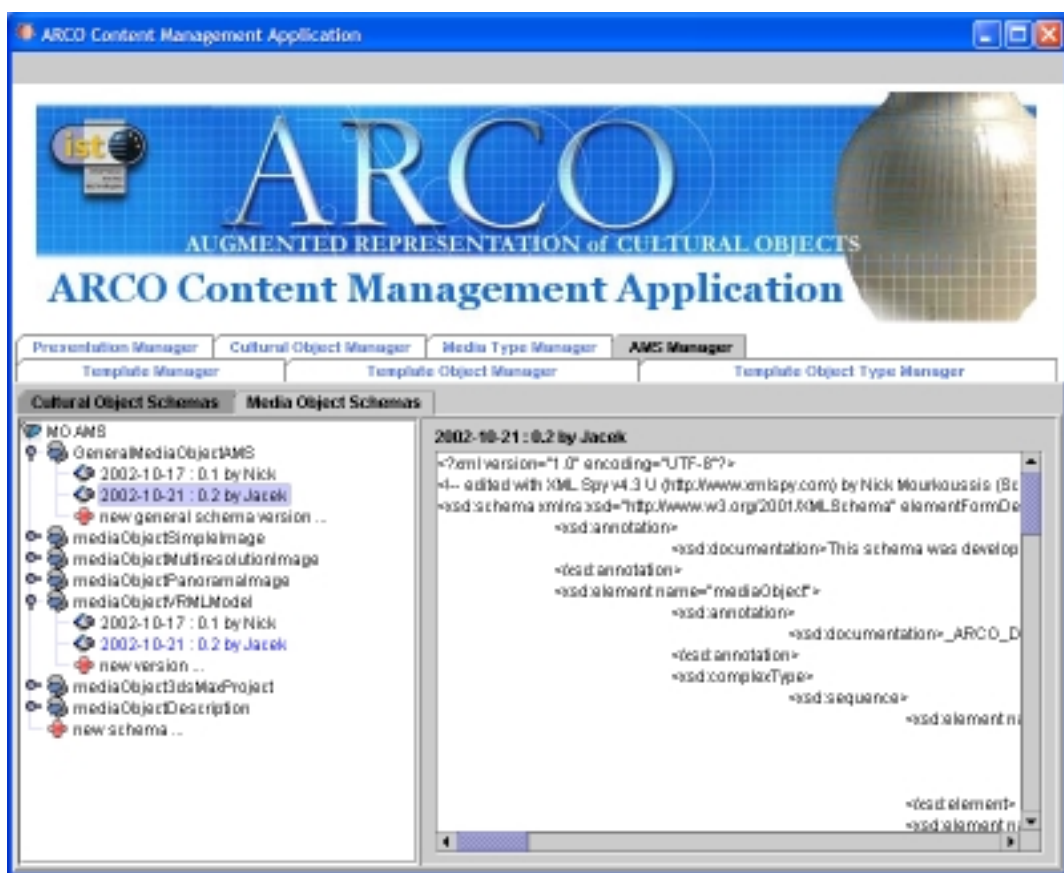 ARCO Content Management Application
ist
ARCO
AUGMENTED REPRESENTATION of CULTURAL OBJECTS
ARCO Content Management Application
Presentation Manager Cultural Object Manager Media Type Manager AMS Manager
Template Manager Template Object Manager Template Object Type Manager
Cultural Object Schemas Media Object Schemas
MO AMS
GeneralMediaObjectAMS
2002-10-17 : 0.1 by Nick
2002-10-21 : 0.2 by Jacek
new general schema version ...
mediaObjectSimpleImage
mediaObjectMultiresolutionImage
mediaObjectPanoramaImage
mediaObjectVRMLModel
2002-10-17 : 0.1 by Nick
2002-10-21 : 0.2 by Jacek
new version ...
mediaObject3dsMaxProject
mediaObjectDescription
new schema ...
2002-10-21 : 0.2 by Jacek
<?xml version="1.0" encoding="UTF-8"?>
<!-- edited with XML Spy v4.3 U (http://www.xmlspy.com) by Nick Mourkoussis (Sc
<xsd:schema xmlns:xsd="http://www.w3.org/2001/XMLSchema" elementFormDe
<xsd:annotation>
<xsd:documentation>This schema was develop
</xsd:annotation>
<xsd:element name="mediaObject">
<xsd:annotation>
<xsd:documentation>_ARCO_D
</xsd:annotation>
<xsd:complexType>
<xsd:sequence>
<xsd:element na
</xsd:element>
<xsd:element na